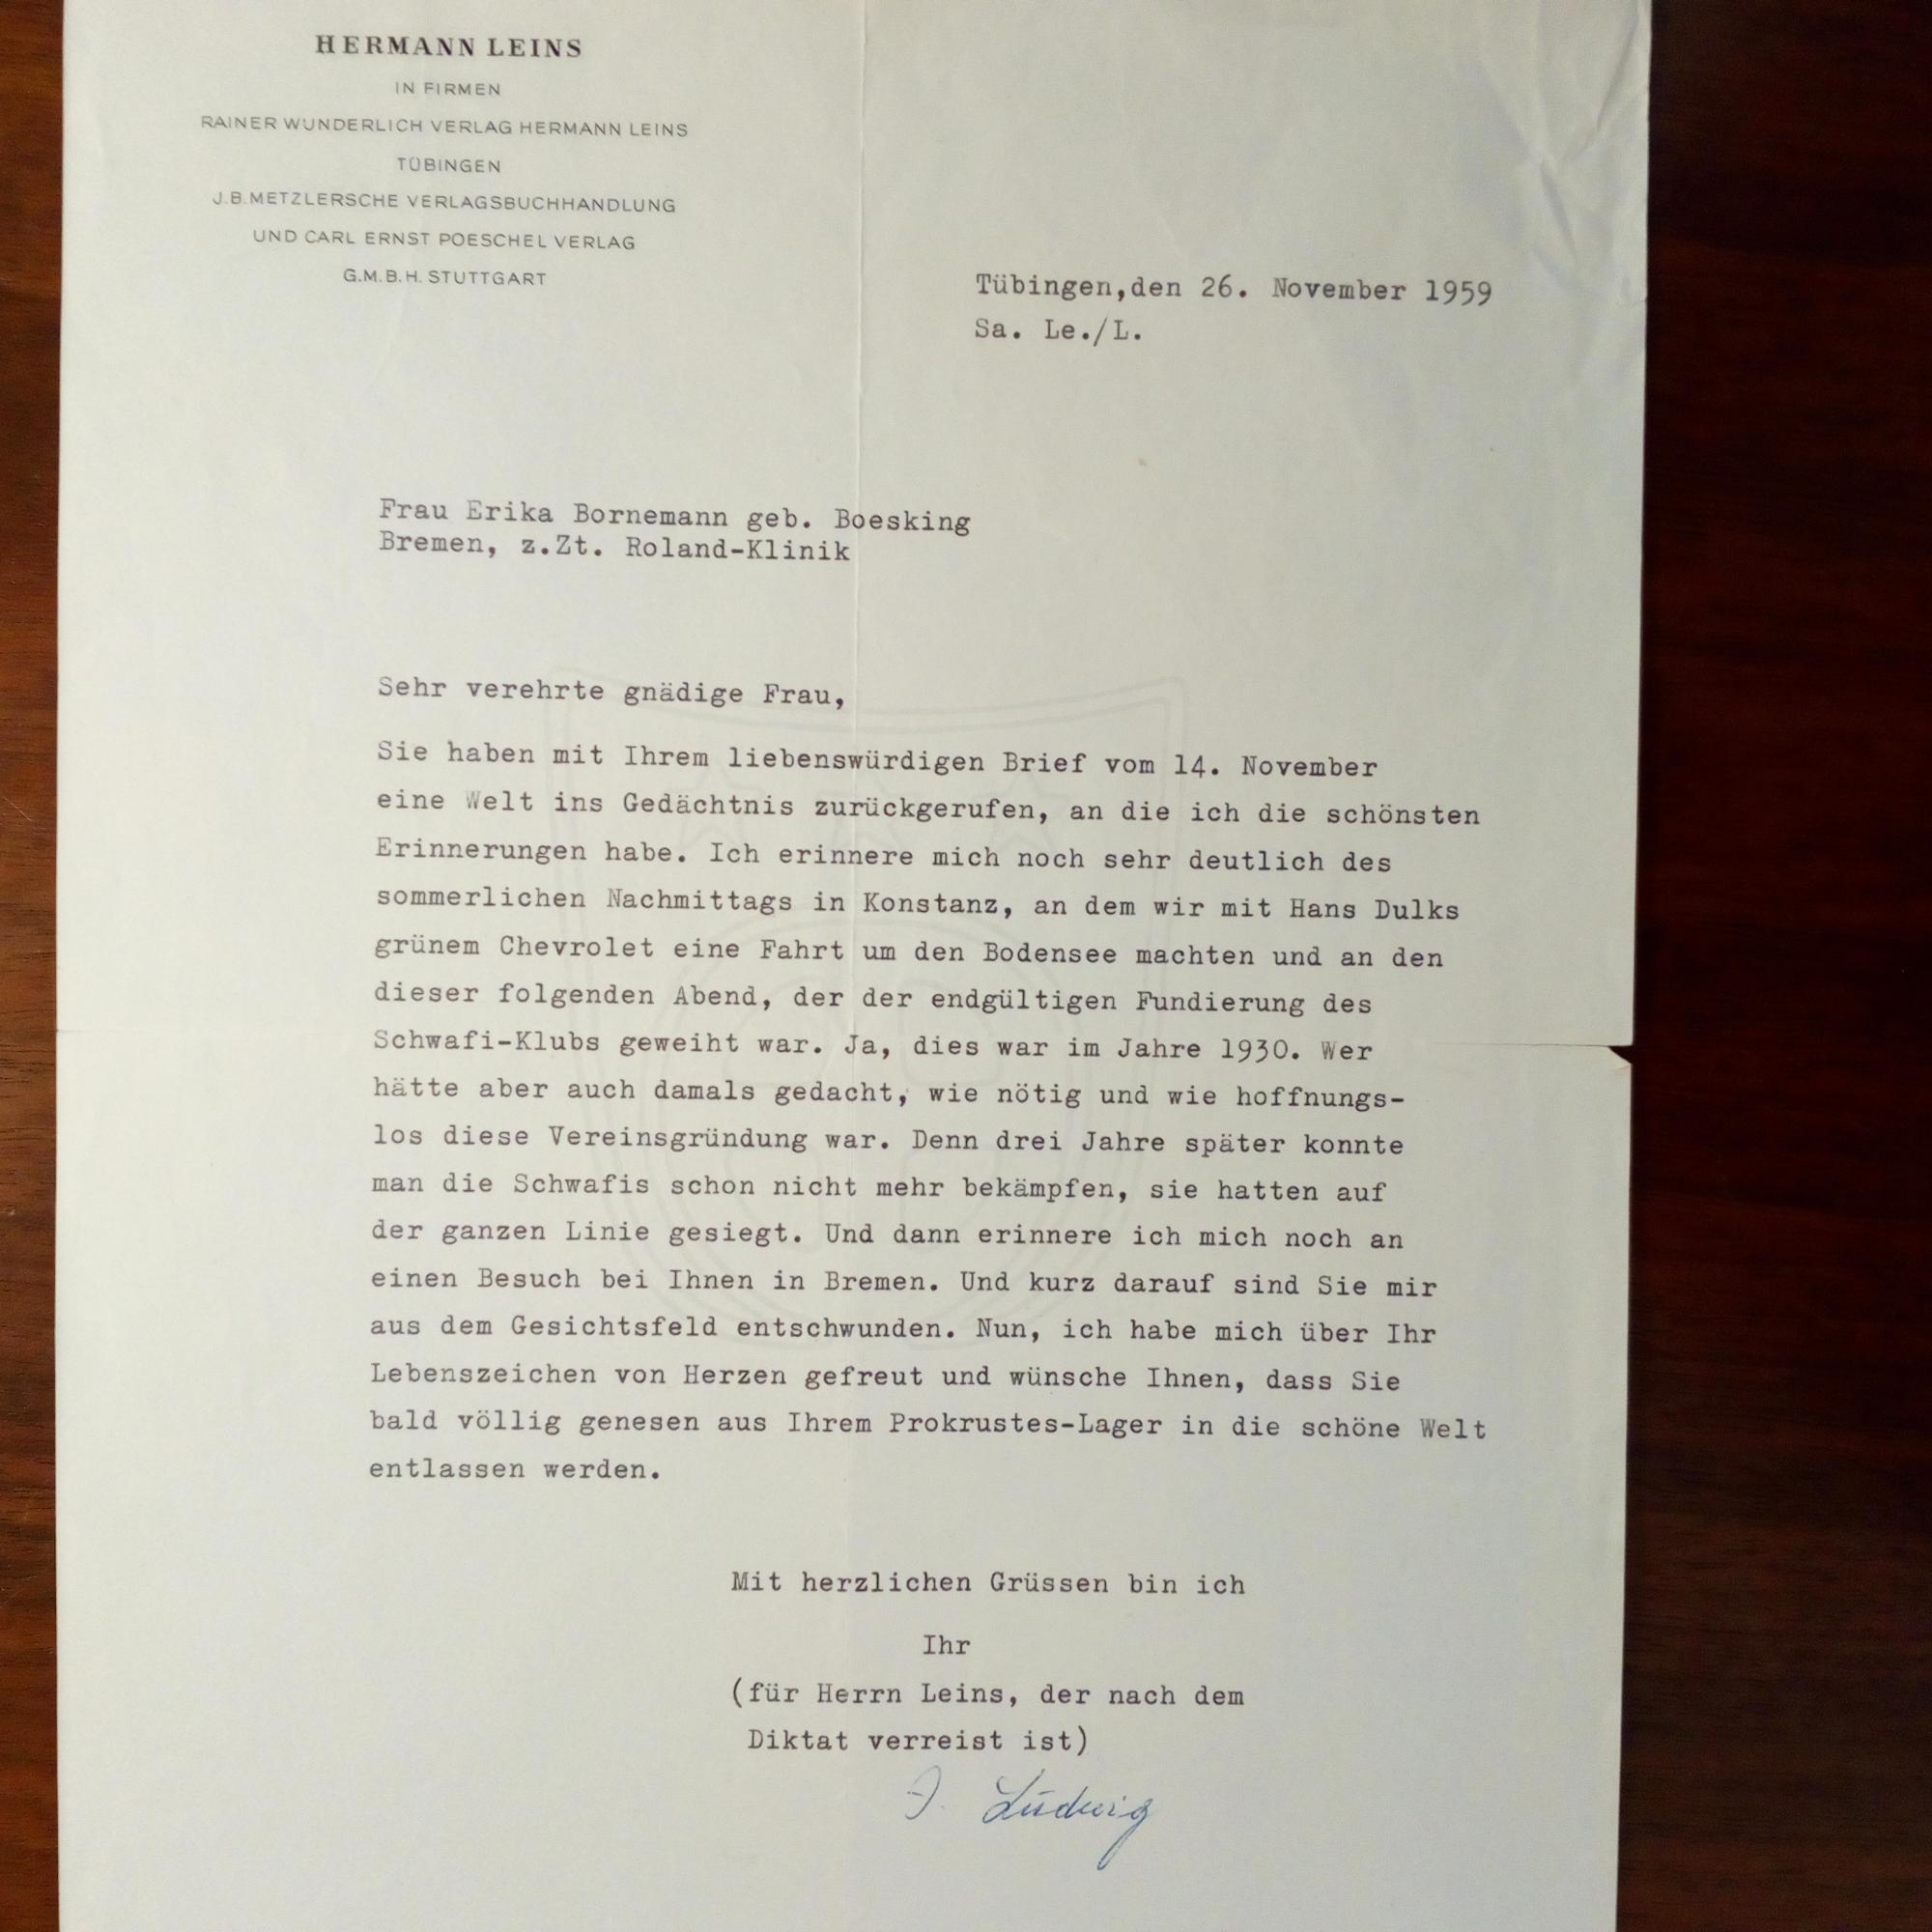 HERMANN LEINS
IN FIRMEN
RAINER WUNDERLICH VERLAG HERMANN LEINS
TÜBINGEN
J.B.METZLERSCHE VERLAGSBUCHHANDLUNG
UND CARL ERNST POESCHEL VERLAG
G.M.B.H. STUTTGART
Tübingen,den 26. November 1959
Sa. Le./L.
Frau Erika Bornemann geb. Boesking
Bremen, z.Zt. Roland-Klinik
Sehr verehrte gnädige Frau,
Sie haben mit Ihrem liebenswürdigen Brief vom 14. November
eine Welt ins Gedächtnis zurückgerufen, an die ich die schönsten
Erinnerungen habe. Ich erinnere mich noch sehr deutlich des
sommerlichen Nachmittags in Konstanz, an dem wir mit Hans Dulks
grünem Chevrolet eine Fahrt um den Bodensee machten und an den
dieser folgenden Abend, der der endgültigen Fundierung des
Schwafi-Klubs geweiht war. Ja, dies war im Jahre 1930. Wer
hätte aber auch damals gedacht, wie nötig und wie hoffnungs-
los diese Vereinsgründung war. Denn drei Jahre später konnte
man die Schwafis schon nicht mehr bekämpfen, sie hatten auf
der ganzen Linie gesiegt. Und dann erinnere ich mich noch an
einen Besuch bei Ihnen in Bremen. Und kurz darauf sind Sie mir
aus dem Gesichtsfeld entschwunden. Nun, ich habe mich über Ihr
Lebenszeichen von Herzen gefreut und wünsche Ihnen, dass Sie
bald völlig genesen aus Ihrem Prokrustes-Lager in die schöne Welt
entlassen werden.
Mit herzlichen Grüssen bin ich
Ihr
(für Herrn Leins, der nach dem
Diktat verreist ist)
Ludwig